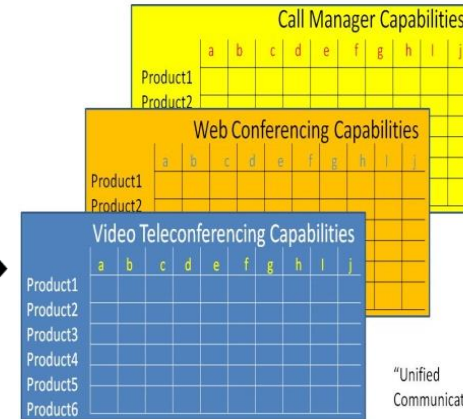 Call Manager Capabilities
a b c d e f g h I j
Product1
Product2
Web Conferencing Capabilities
a b c d e f g h I j
Product1
Product2
Video Teleconferencing Capabilities
a b c d e f g h I j
Product1
Product2
Product3
Product4
Product5
Product6
"Unified
Communicat